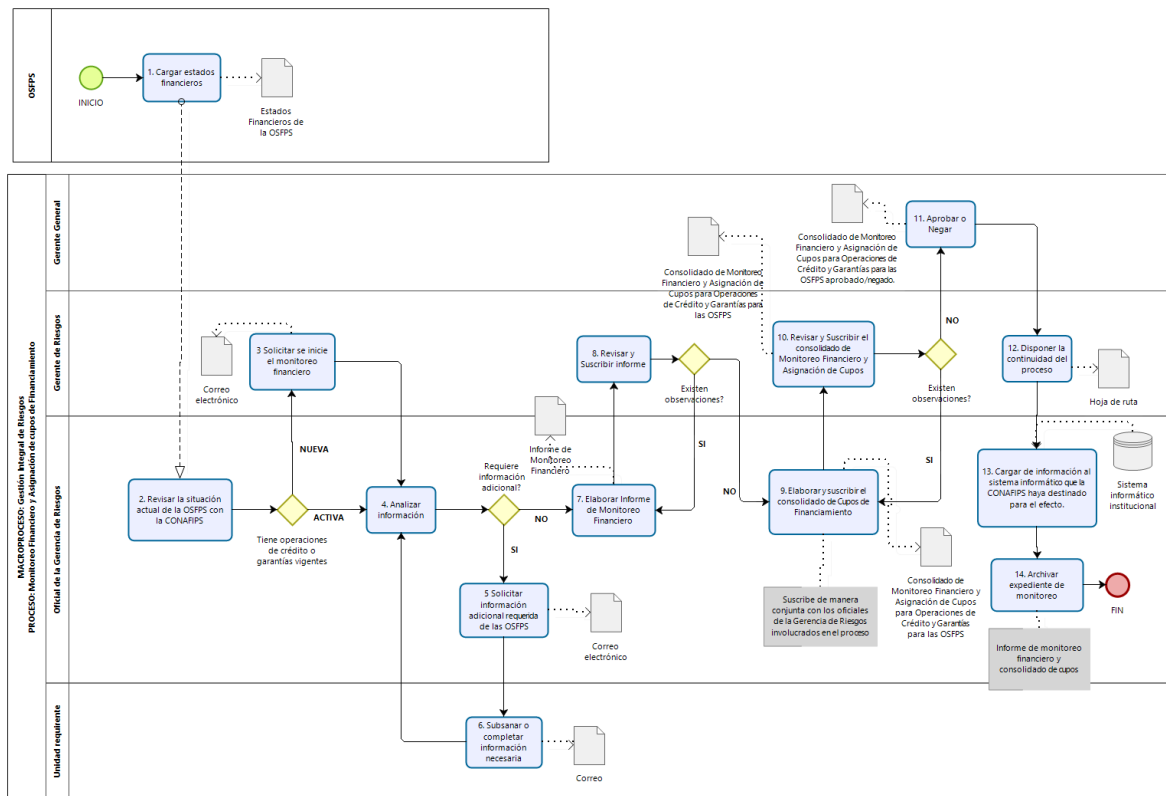 OSFPS
INICIO
1. Cargar estados
financieros
Estados
Financieros de
la OSFPS
MACROPROCESO: Gestión Integral de Riesgos
PROCESO: Monitoreo Financiero y Asignación de cupos de Financiamiento
Gerente General
Consolidado de Monitoreo
Financiero y Asignación de
Cupos para Operaciones
de Crédito y Garantías para
las OSFPS
Consolidado de Monitoreo
Financiero y Asignación de
Cupos para Operaciones de
Crédito y Garantías para las
OSFPS aprobado/negado.
11. Aprobar o
Negar
Gerente de Riesgos
Correo
electrónico
3 Solicitar se inicie
el monitoreo
financiero
8. Revisar y
Suscribir informe
Existen
observaciones?
10. Revisar y Suscribir el
consolidado de
Monitoreo Financiero y
Asignación de Cupos
NO
Existen
observaciones?
12. Disponer la
continuidad del
proceso
Hoja de ruta
Oficial de la Gerencia de Riesgos
2. Revisar la situación
actual de la OSFPS con
la CONAFIPS
NUEVA
ACTIVA
Tiene operaciones
de crédito o
garantías vigentes
4. Analizar
información
Requiere
información
adicional?
NO
SI
Informe de
Monitoreo
Financiero
7. Elaborar Informe
de Monitoreo
Financiero
SI
NO
9. Elaborar y suscribir el
consolidado de Cupos de
Financiamiento
SI
13. Cargar de información al
sistema informático que la
CONAFIPS haya destinado
para el efecto.
Sistema
informático
institucional
5 Solicitar
información
adicional requerida
de las OSFPS
Correo
electrónico
Suscribe de manera
conjunta con los oficiales
de la Gerencia de Riesgos
involucrados en el proceso
Consolidado de
Monitoreo Financiero y
Asignación de Cupos
para Operaciones de
Crédito y Garantías
para las OSFPS
14. Archivar
expediente de
monitoreo
FIN
Informe de monitoreo
financiero y
consolidado de cupos
Unidad requirente
6. Subsanar o
completar
información
necesaria
Correo